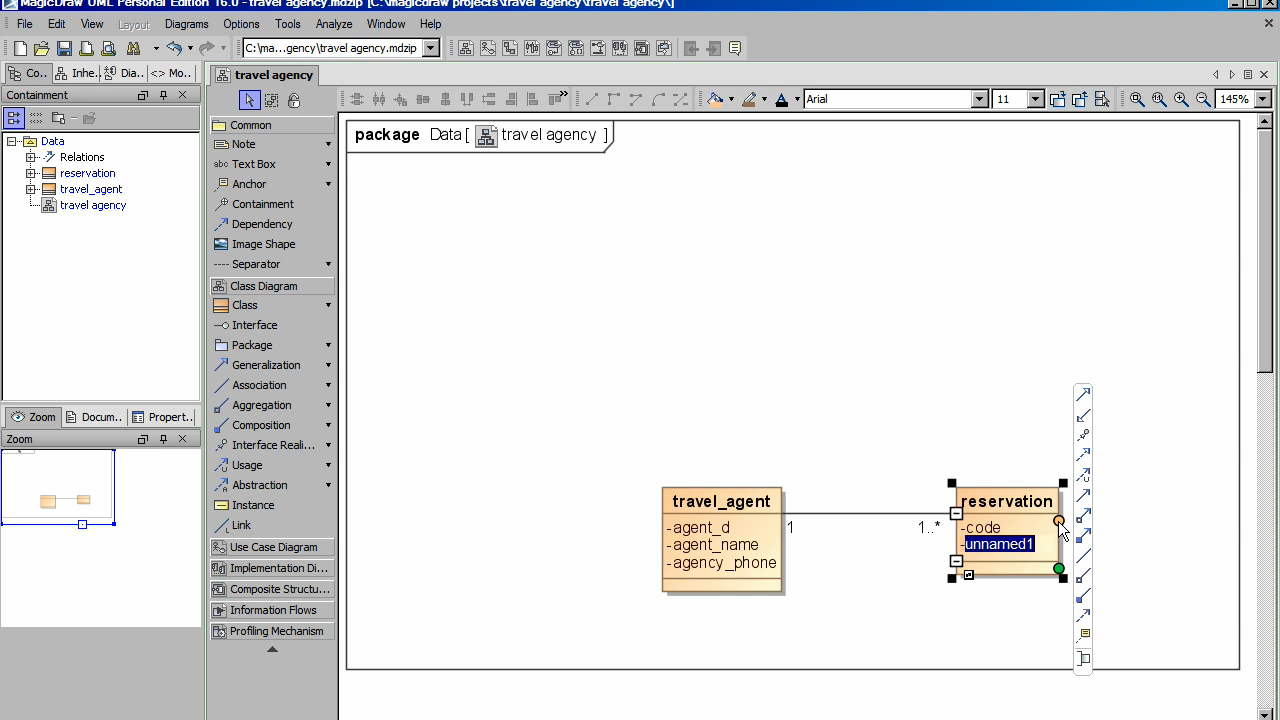 MagicDraw UML Personal Edition 16.0 - travel agency.mdzip [C:\magicdraw projects\travel agency\travel agency\]
File Edit View Layout Diagrams Options Tools Analyze Window Help
C:\ma...gency\travel agency.mdzip
Co.. Inhe. Dia.. <> Mo..
travel agency
Containment
Arial 11 145%
Data
Relations
reservation
travel_agent
travel agency
Zoom Docum.. Propert..
Zoom
Common
Note
abc Text Box
Anchor
Containment
Dependency
Image Shape
Separator
Class Diagram
Class
Interface
Package
Generalization
Association
Aggregation
Composition
Interface Reali...
Usage
Abstraction
Instance
Link
Use Case Diagram
Implementation Di...
Composite Structu...
Information Flows
Profiling Mechanism
package Data[ travel agency ]
travel_agent
-agent_d
-agent_name
-agency_phone
1
1..*
reservation
-code
-unnamed1